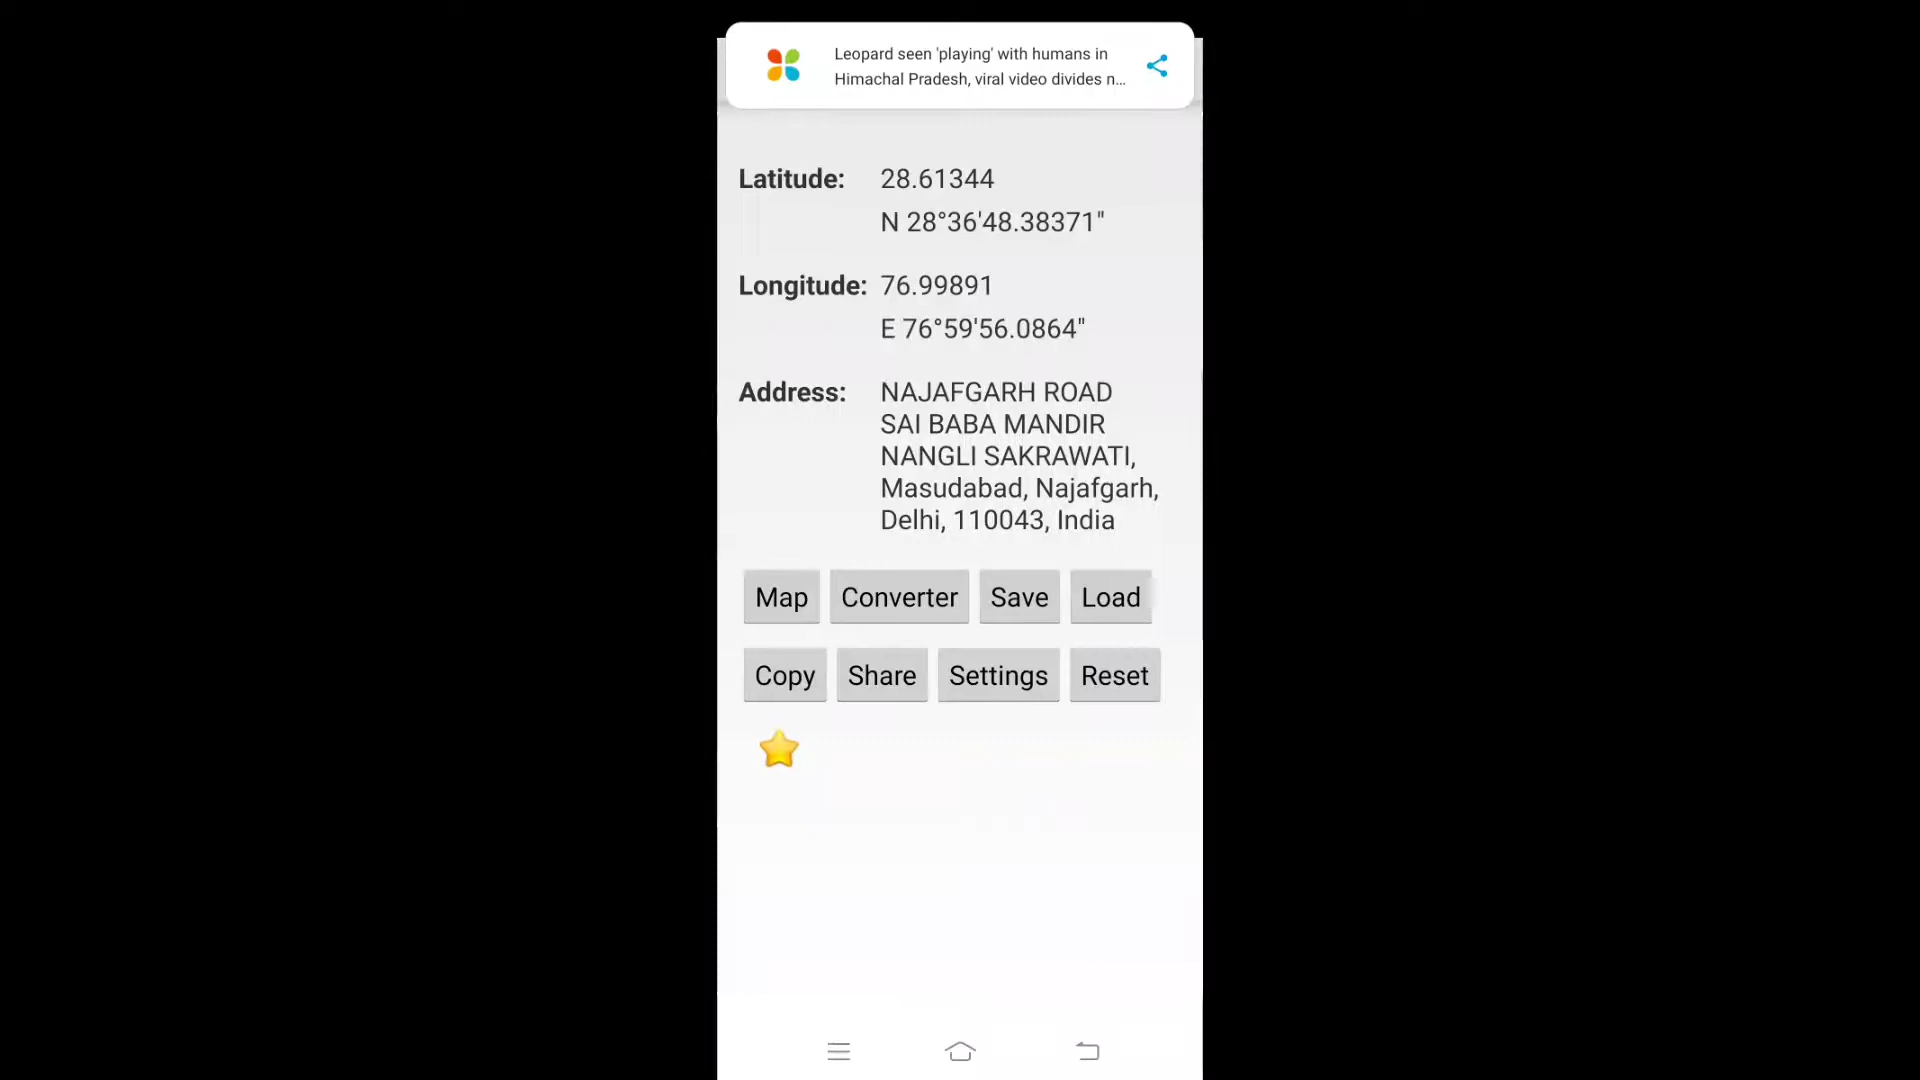 Leopard seen 'playing' with humans in
Himachal Pradesh, viral video divides n...
Latitude: 28.61344
N 28°36'48.38371"
Longitude: 76.99891
E 76°59'56.0864"
Address: NAJAFGARH ROAD
SAI BABA MANDIR
NANGLI SAKRAWATI,
Masudabad, Najafgarh,
Delhi, 110043, India
Map Converter Save Load
Copy Share Settings Reset